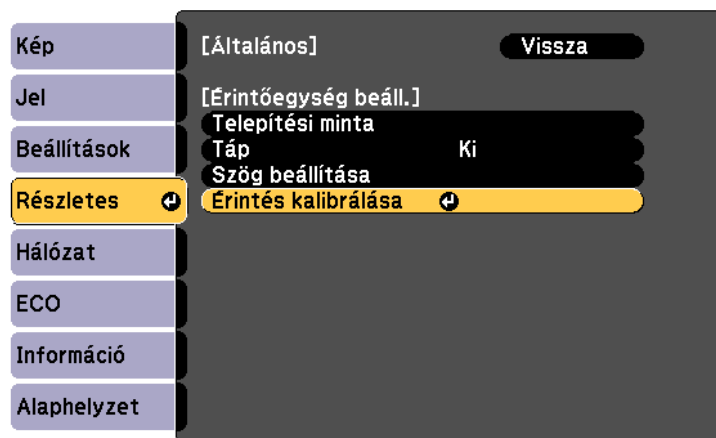 Kép
Jel
Beállítások
Részletes
Hálózat
ECO
Információ
Alaphelyzet
[Általános] Vissza
[Érintőegység beáll.]
Telepítési minta
Táp Ki
Szög beállítása
Érintés kalibrálása